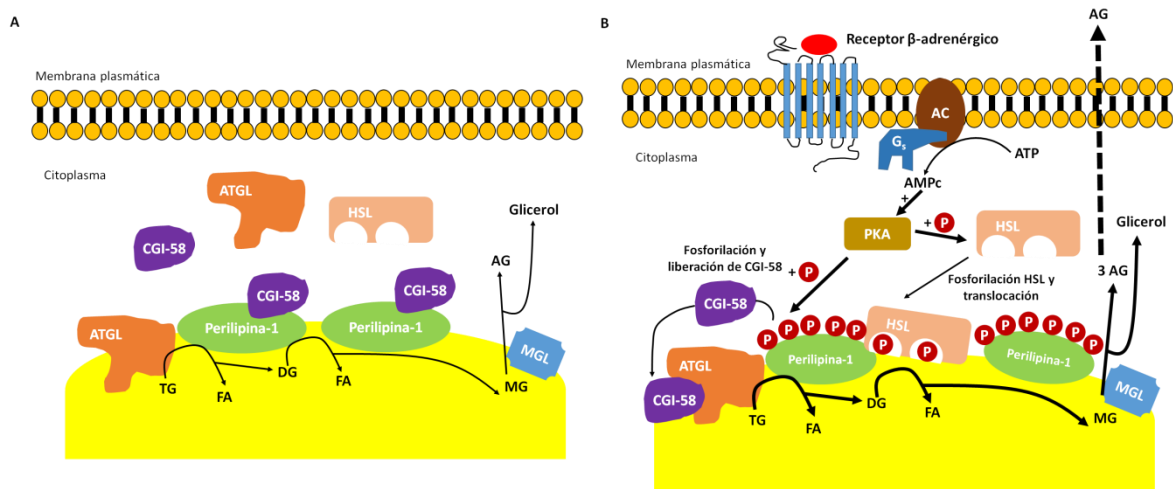 A
Membrana plasmática
Citoplasma
ATGL
HSL
CGI-58
Glicerol
AG
CGI-58
CGI-58
Perilipina-1
Perilipina-1
ATGL
MGL
TG
FA
DG
FA
MG
B
AG
Receptor β-adrenérgico
Membrana plasmática
AC
Gs
Citoplasma
ATP
AMPc
+
PKA
+ P
HSL
Glicerol
Fosforilación y
liberación de CGI-58
+ P
Fosforilación HSL y
translocación
3 AG
CGI-58
P P P P P
HSL
P P
P P P P P P
Perilipina-1
Perilipina-1
ATGL
CGI-58
MGL
TG
FA
DG
FA
MG